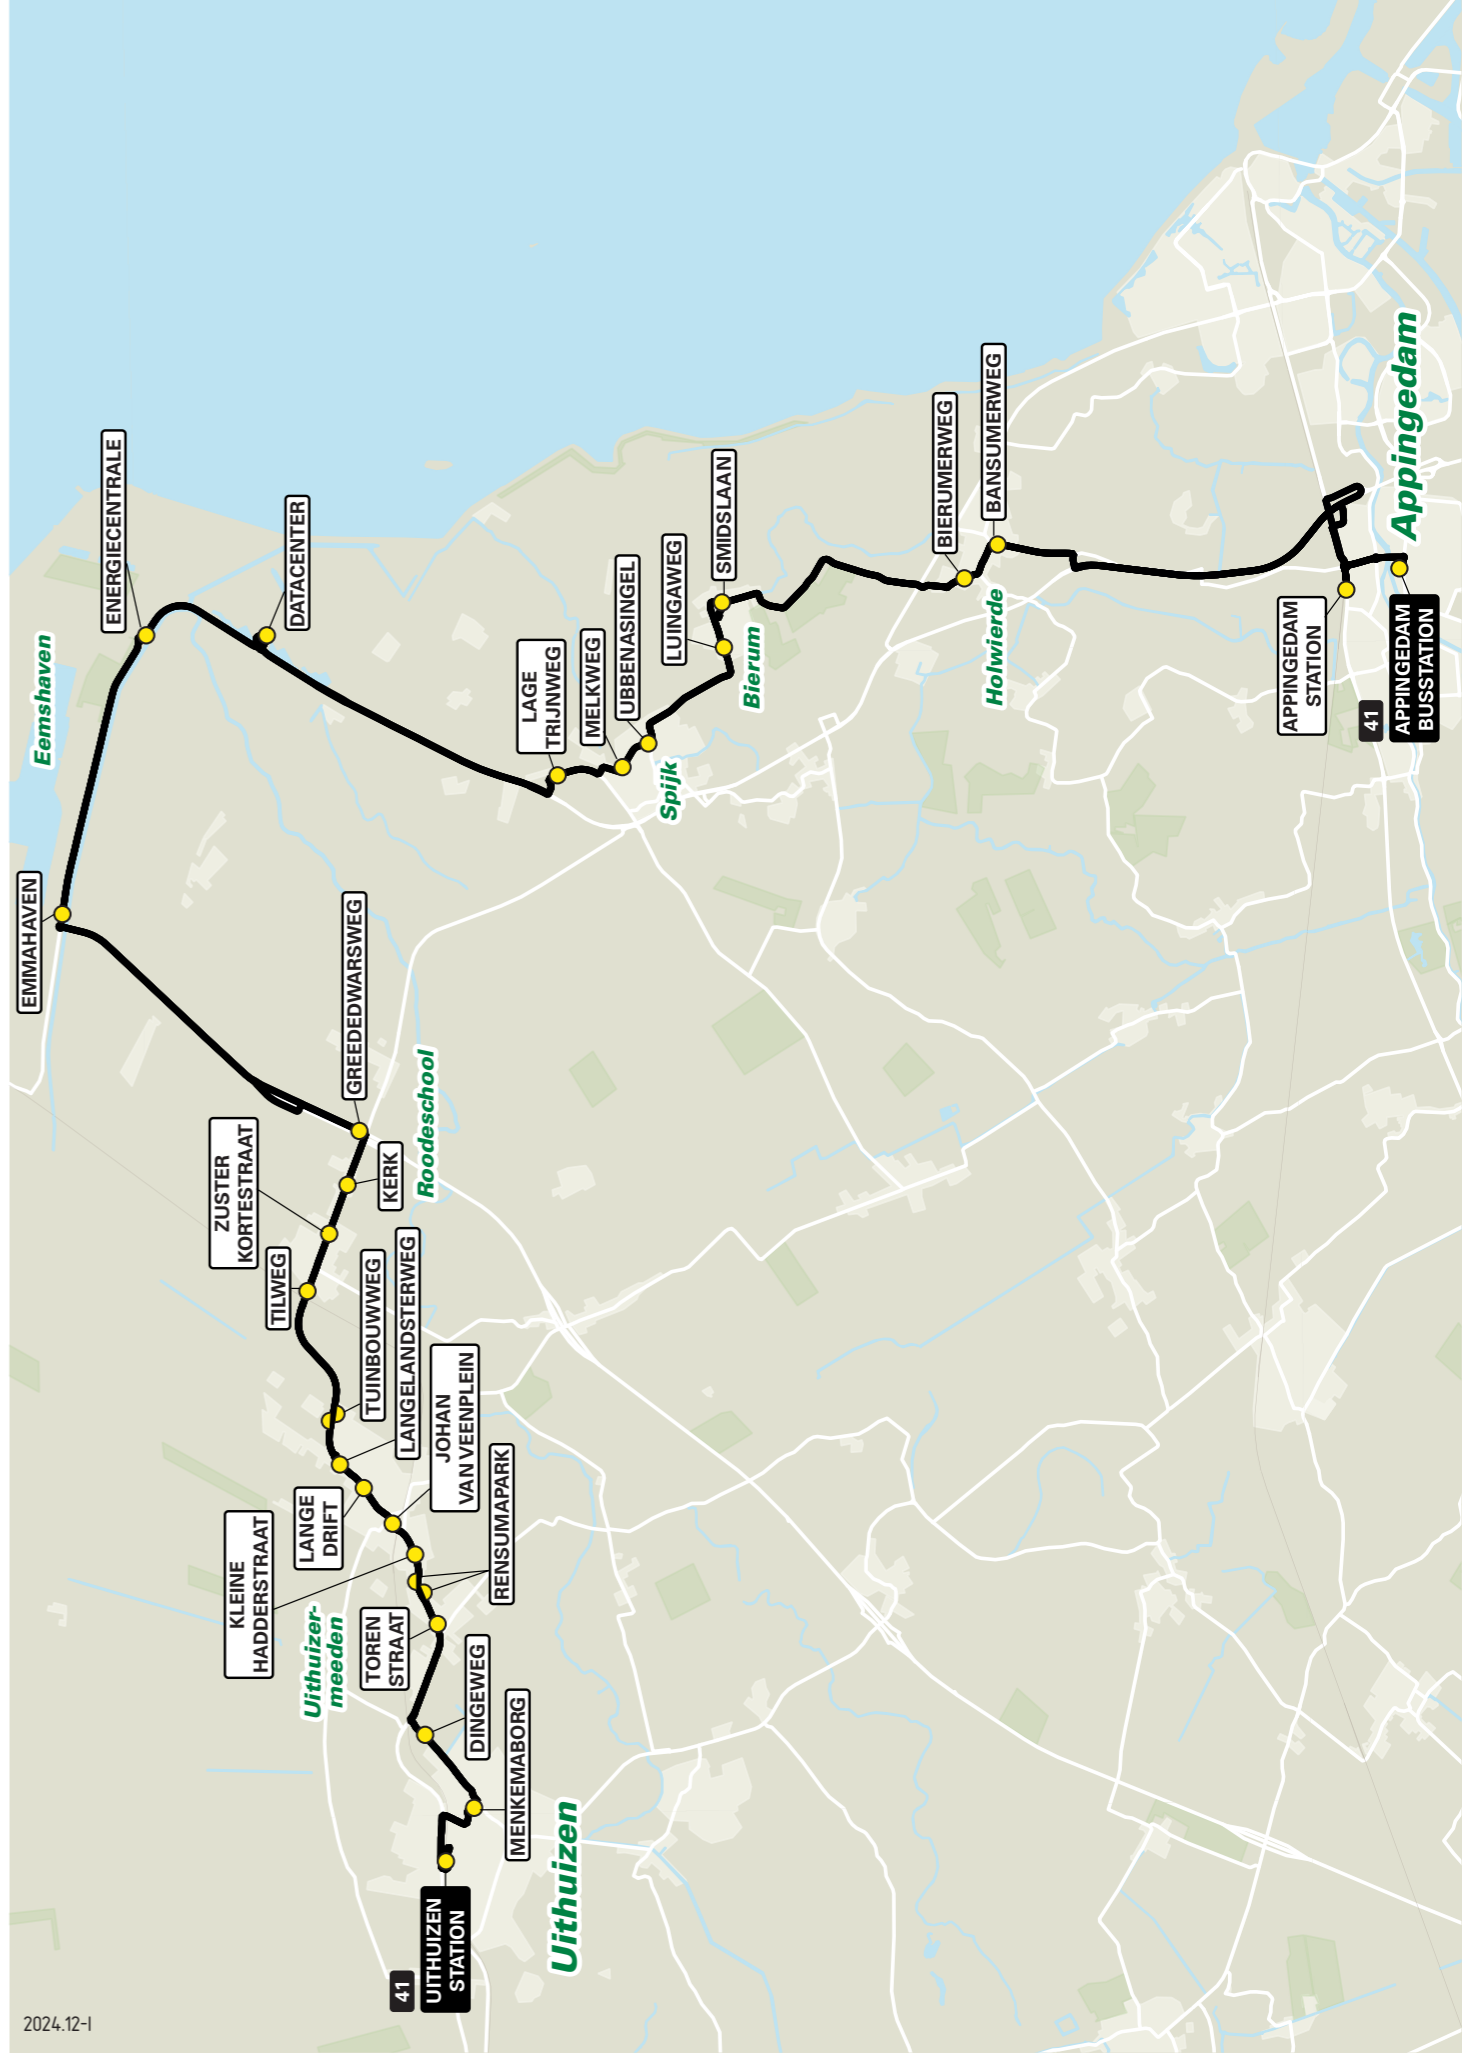 2024.12-I
41
UITHUIZEN
STATION
Uithuizen
MENKEMABORG
DINGEWEG
TOREN
STRAAT
RENSUMAPARK
Uithuizer-
meeden
KLEINE
HADDERSTRAAT
JOHAN
VAN VEENPLEIN
LANGE
DRIFT
LANGELANDSTERWEG
TUINBOUWWEG
TILWEG
ZUSTER
KORTESTRAAT
KERK
Roodeschool
GREEDEDWARSWEG
EMMAHAVEN
Eemshaven
ENERGIECENTRALE
DATACENTER
LAGE
TRIJNWEG
MELKWEG
UBBENASINGEL
Spijk
LUINGAWEG
SMIDSLAAN
Bierum
BIERUMERWEG
BANSUMERWEG
Holwierde
APPINGEDAM
STATION
41
APPINGEDAM
BUSSTATION
Appingedam